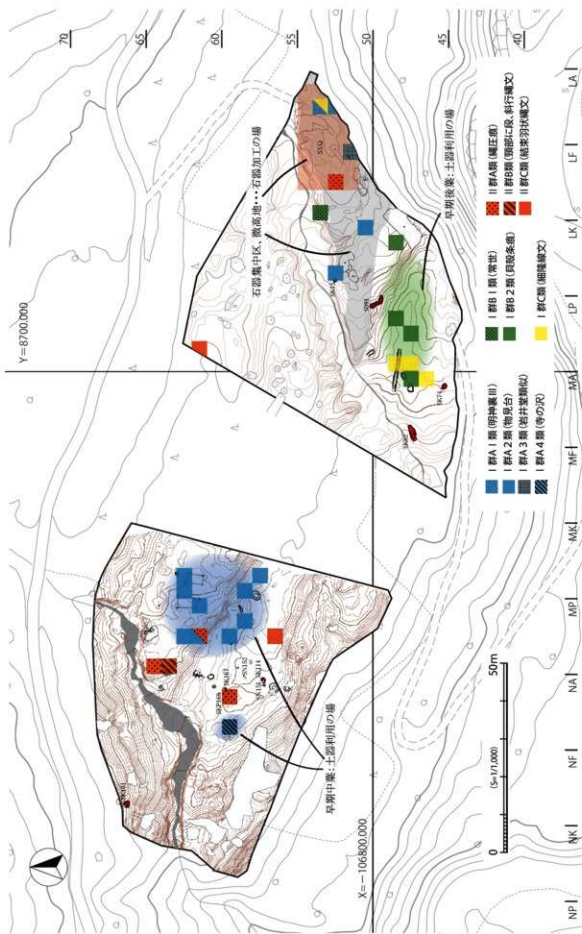 70
65
60
55
50
45
40
LA
LF
LK
LP
MA
MF
MK
MP
NA
NF
NK
NP
Y=8700.000
X=-106800.000
石器集中区、微高地・・・石器加工の場
早期後葉:土器利用の場
早期中葉:土器利用の場
SK74
50m
(S=1/1,000)
0
Ⅰ群A1類(明神裏Ⅲ)
Ⅰ群A2類(物見台)
Ⅰ群A3類(岩井堂類似)
Ⅰ群A4類(寺の沢)
Ⅰ群B1類(常世)
Ⅰ群B2類(貝殻条痕)
Ⅰ群C類(細隆線文)
Ⅱ群A類(縄圧痕)
Ⅱ群B類(頸部に段、斜行縄文)
Ⅱ群C類(結束羽状縄文)